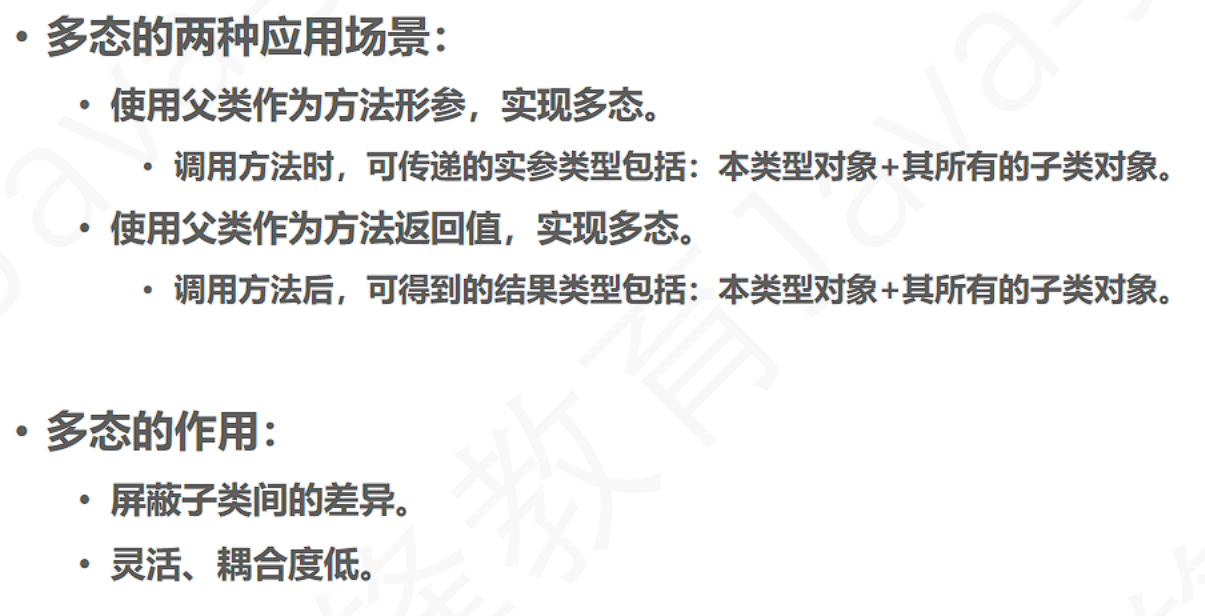 • 多态的两种应用场景：
• 使用父类作为方法形参，实现多态。
• 调用方法时，可传递的实参类型包括：本类型对象+其所有的子类对象。
• 使用父类作为方法返回值，实现多态。
• 调用方法后，可得到的结果类型包括：本类型对象+其所有的子类对象。
• 多态的作用：
• 屏蔽子类间的差异。
• 灵活、耦合度低。